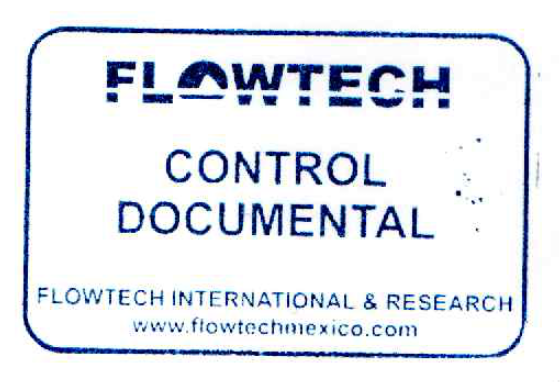 FLOWTECH
CONTROL
DOCUMENTAL
FLOWTECH INTERNATIONAL & RESEARCH
www.flowtechmexico.com